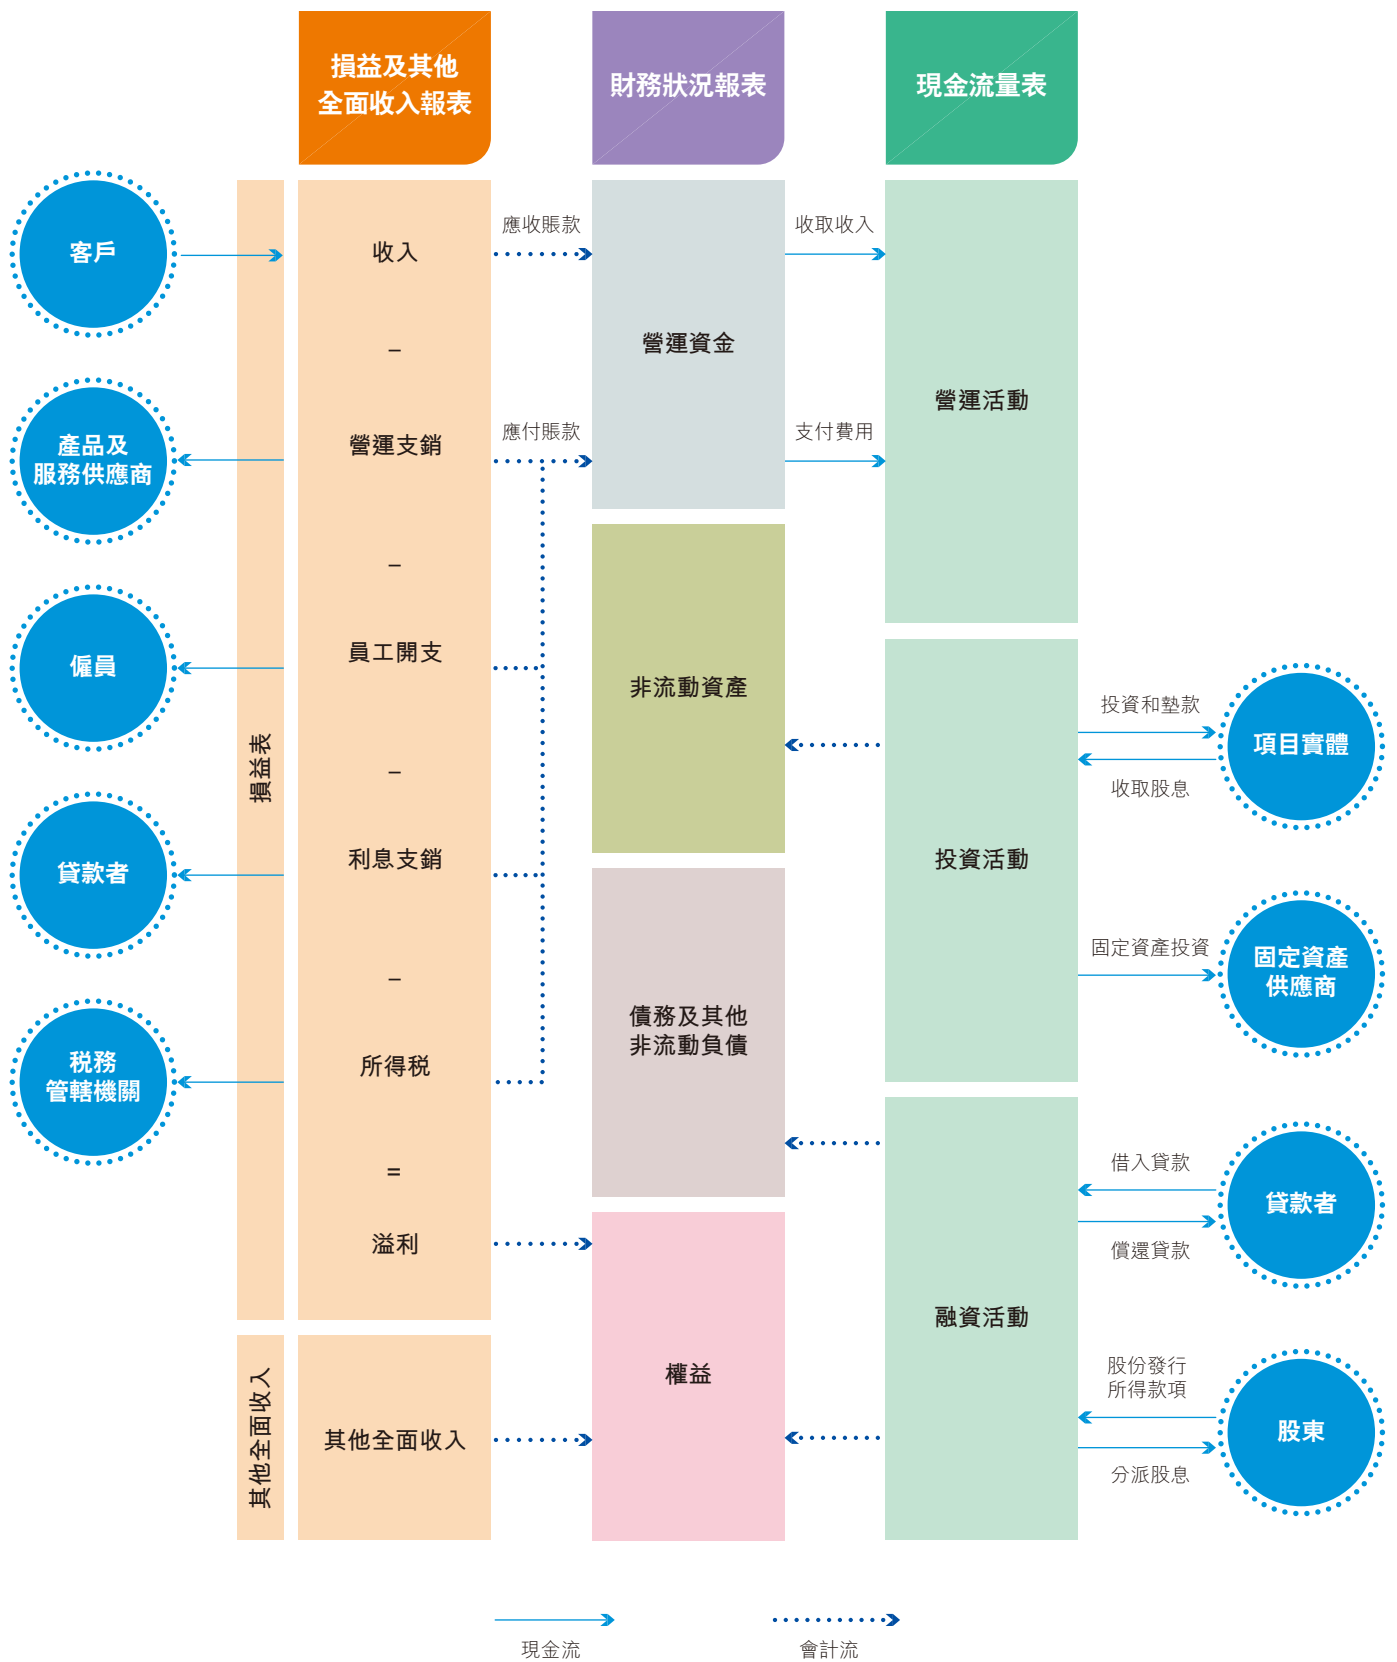 損益及其他
全面收入報表
財務狀況報表
現金流量表
客戶
產品及
服務供應商
僱員
貸款者
税務
管轄機關
損益表
其他全面收入
收入
–
營運支銷
–
員工開支
–
利息支銷
–
所得税
=
溢利
其他全面收入
應收賬款
應付賬款
營運資金
非流動資產
債務及其他
非流動負債
權益
收取收入
支付費用
營運活動
投資活動
融資活動
投資和墊款
收取股息
固定資產投資
借入貸款
償還貸款
股份發行
所得款項
分派股息
項目實體
固定資產
供應商
貸款者
股東
現金流
會計流